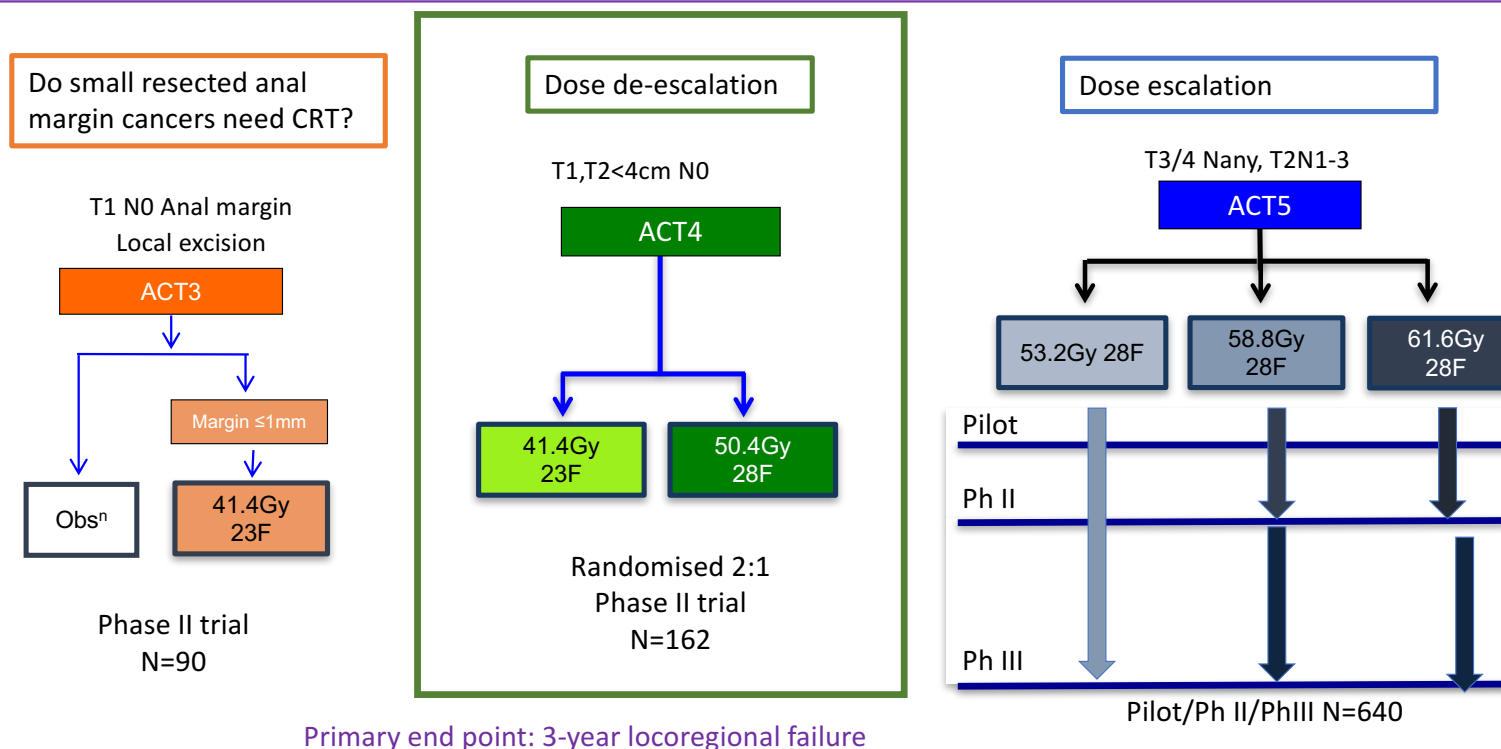 Do small resected anal
margin cancers need CRT?
T1 N0 Anal margin
Local excision
ACT3
Margin ≤1mm
Obsⁿ
41.4Gy
23F
Phase II trial
N=90
Dose de-escalation
T1,T2<4cm N0
ACT4
41.4Gy
23F
50.4Gy
28F
Randomised 2:1
Phase II trial
N=162
Dose escalation
T3/4 Nany, T2N1-3
ACT5
53.2Gy 28F
58.8Gy
28F
61.6Gy
28F
Pilot
Ph II
Ph III
Pilot/Ph II/PhIII N=640
Primary end point: 3-year locoregional failure